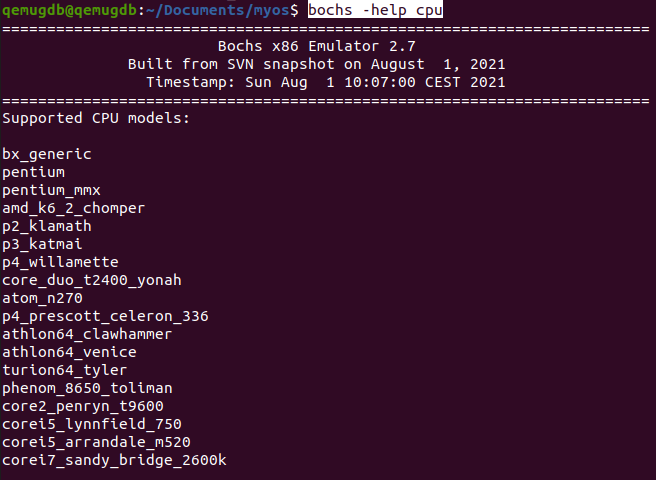 qemugdb@qemugdb:~/Documents/myos$ bochs -help cpu
========================================================================
Bochs x86 Emulator 2.7
Built from SVN snapshot on August  1, 2021
Timestamp: Sun Aug  1 10:07:00 CEST 2021
========================================================================
Supported CPU models:

bx_generic
pentium
pentium_mmx
amd_k6_2_chomper
p2_klamath
p3_katmai
p4_willamette
core_duo_t2400_yonah
atom_n270
p4_prescott_celeron_336
athlon64_clawhammer
athlon64_venice
turion64_tyler
phenom_8650_toliman
core2_penryn_t9600
corei5_lynnfield_750
corei5_arrandale_m520
corei7_sandy_bridge_2600k